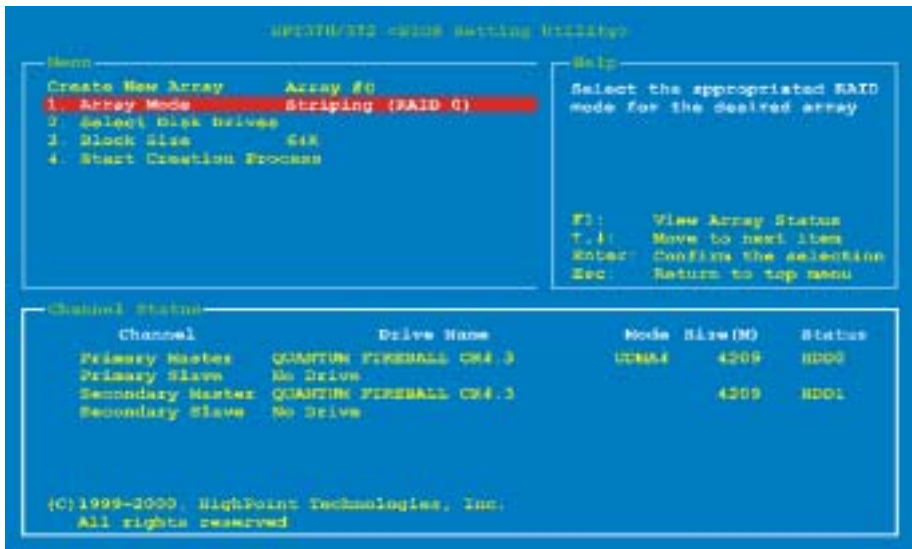 HPT370/372 <BIOS Setting Utility>
Menu
Create New Array Array #0
1. Array Mode Striping (RAID 0)
2. Select Disk Drives
3. Block Size 64K
4. Start Creation Process
Help
Select the appropriated RAID
mode for the desired array
F1: View Array Status
↑,↓: Move to next item
Enter: Confirm the selection
Esc: Return to top menu
Channel Status
Channel Drive Name Mode Size(M) Status
Primary Master QUANTUM FIREBALL CR4.3 UDMA4 4209 HDD0
Primary Slave No Drive
Secondary Master QUANTUM FIREBALL CR4.3 4209 HDD1
Secondary Slave No Drive
(C)1999-2000. HighPoint Technologies, Inc.
All rights reserved